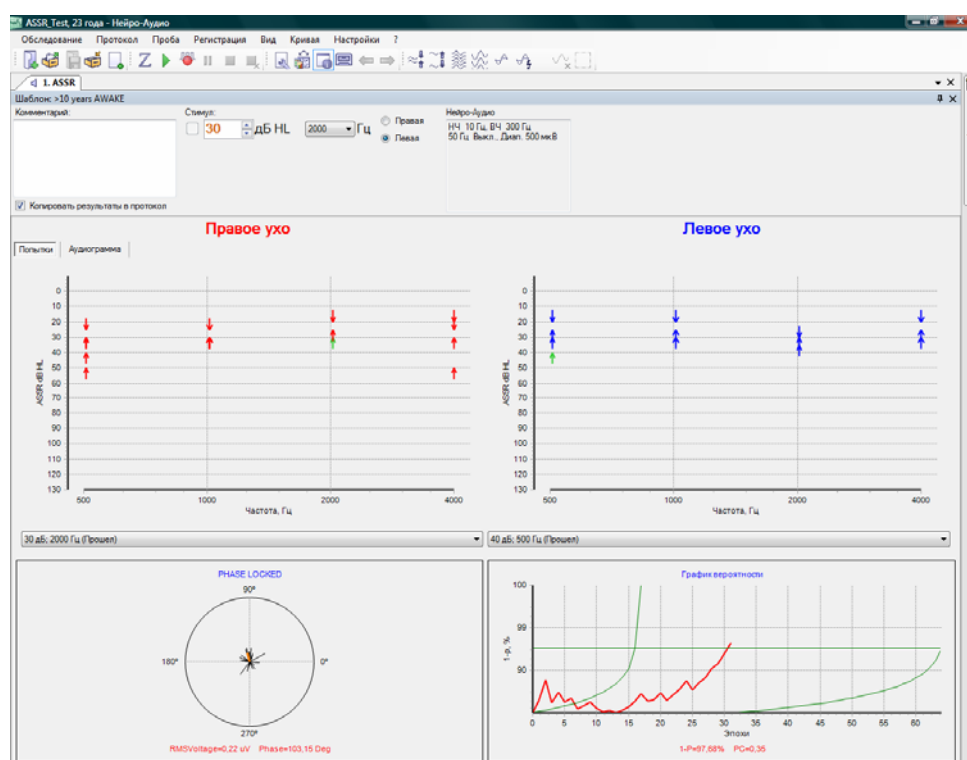 ASSR_Test, 23 года - Нейро-Аудио
Обследование Протокол Проба Регистрация Вид Кривая Настройки ?
1. ASSR
Шаблон: >10 years AWAKE
Комментарий:
Стимул:
30 дБ HL 2000 Гц
Правая
Левая
Нейро-Аудио
НЧ 10 Гц, ВЧ 300 Гц
50 Гц Выкл., Диап. 500 мкВ
Копировать результаты в протокол
Правое ухо
Левое ухо
Попытки Аудиограмма
ASSR dB HL
0
10
20
30
40
50
60
70
80
90
100
110
120
130
500 1000 2000 4000
Частота, Гц
ASSR dB HL
0
10
20
30
40
50
60
70
80
90
100
110
120
130
500 1000 2000 4000
Частота, Гц
30 дБ; 2000 Гц (Прошел)
40 дБ; 500 Гц (Прошел)
PHASE LOCKED
90°
180° 0°
270°
RMSVoltage=0,22 uV Phase=103,15 Deg
График вероятности
1-p, %
100
99
90
0 5 10 15 20 25 30 35 40 45 50 55 60
Эпохи
1-P=97,68% PC=0,35